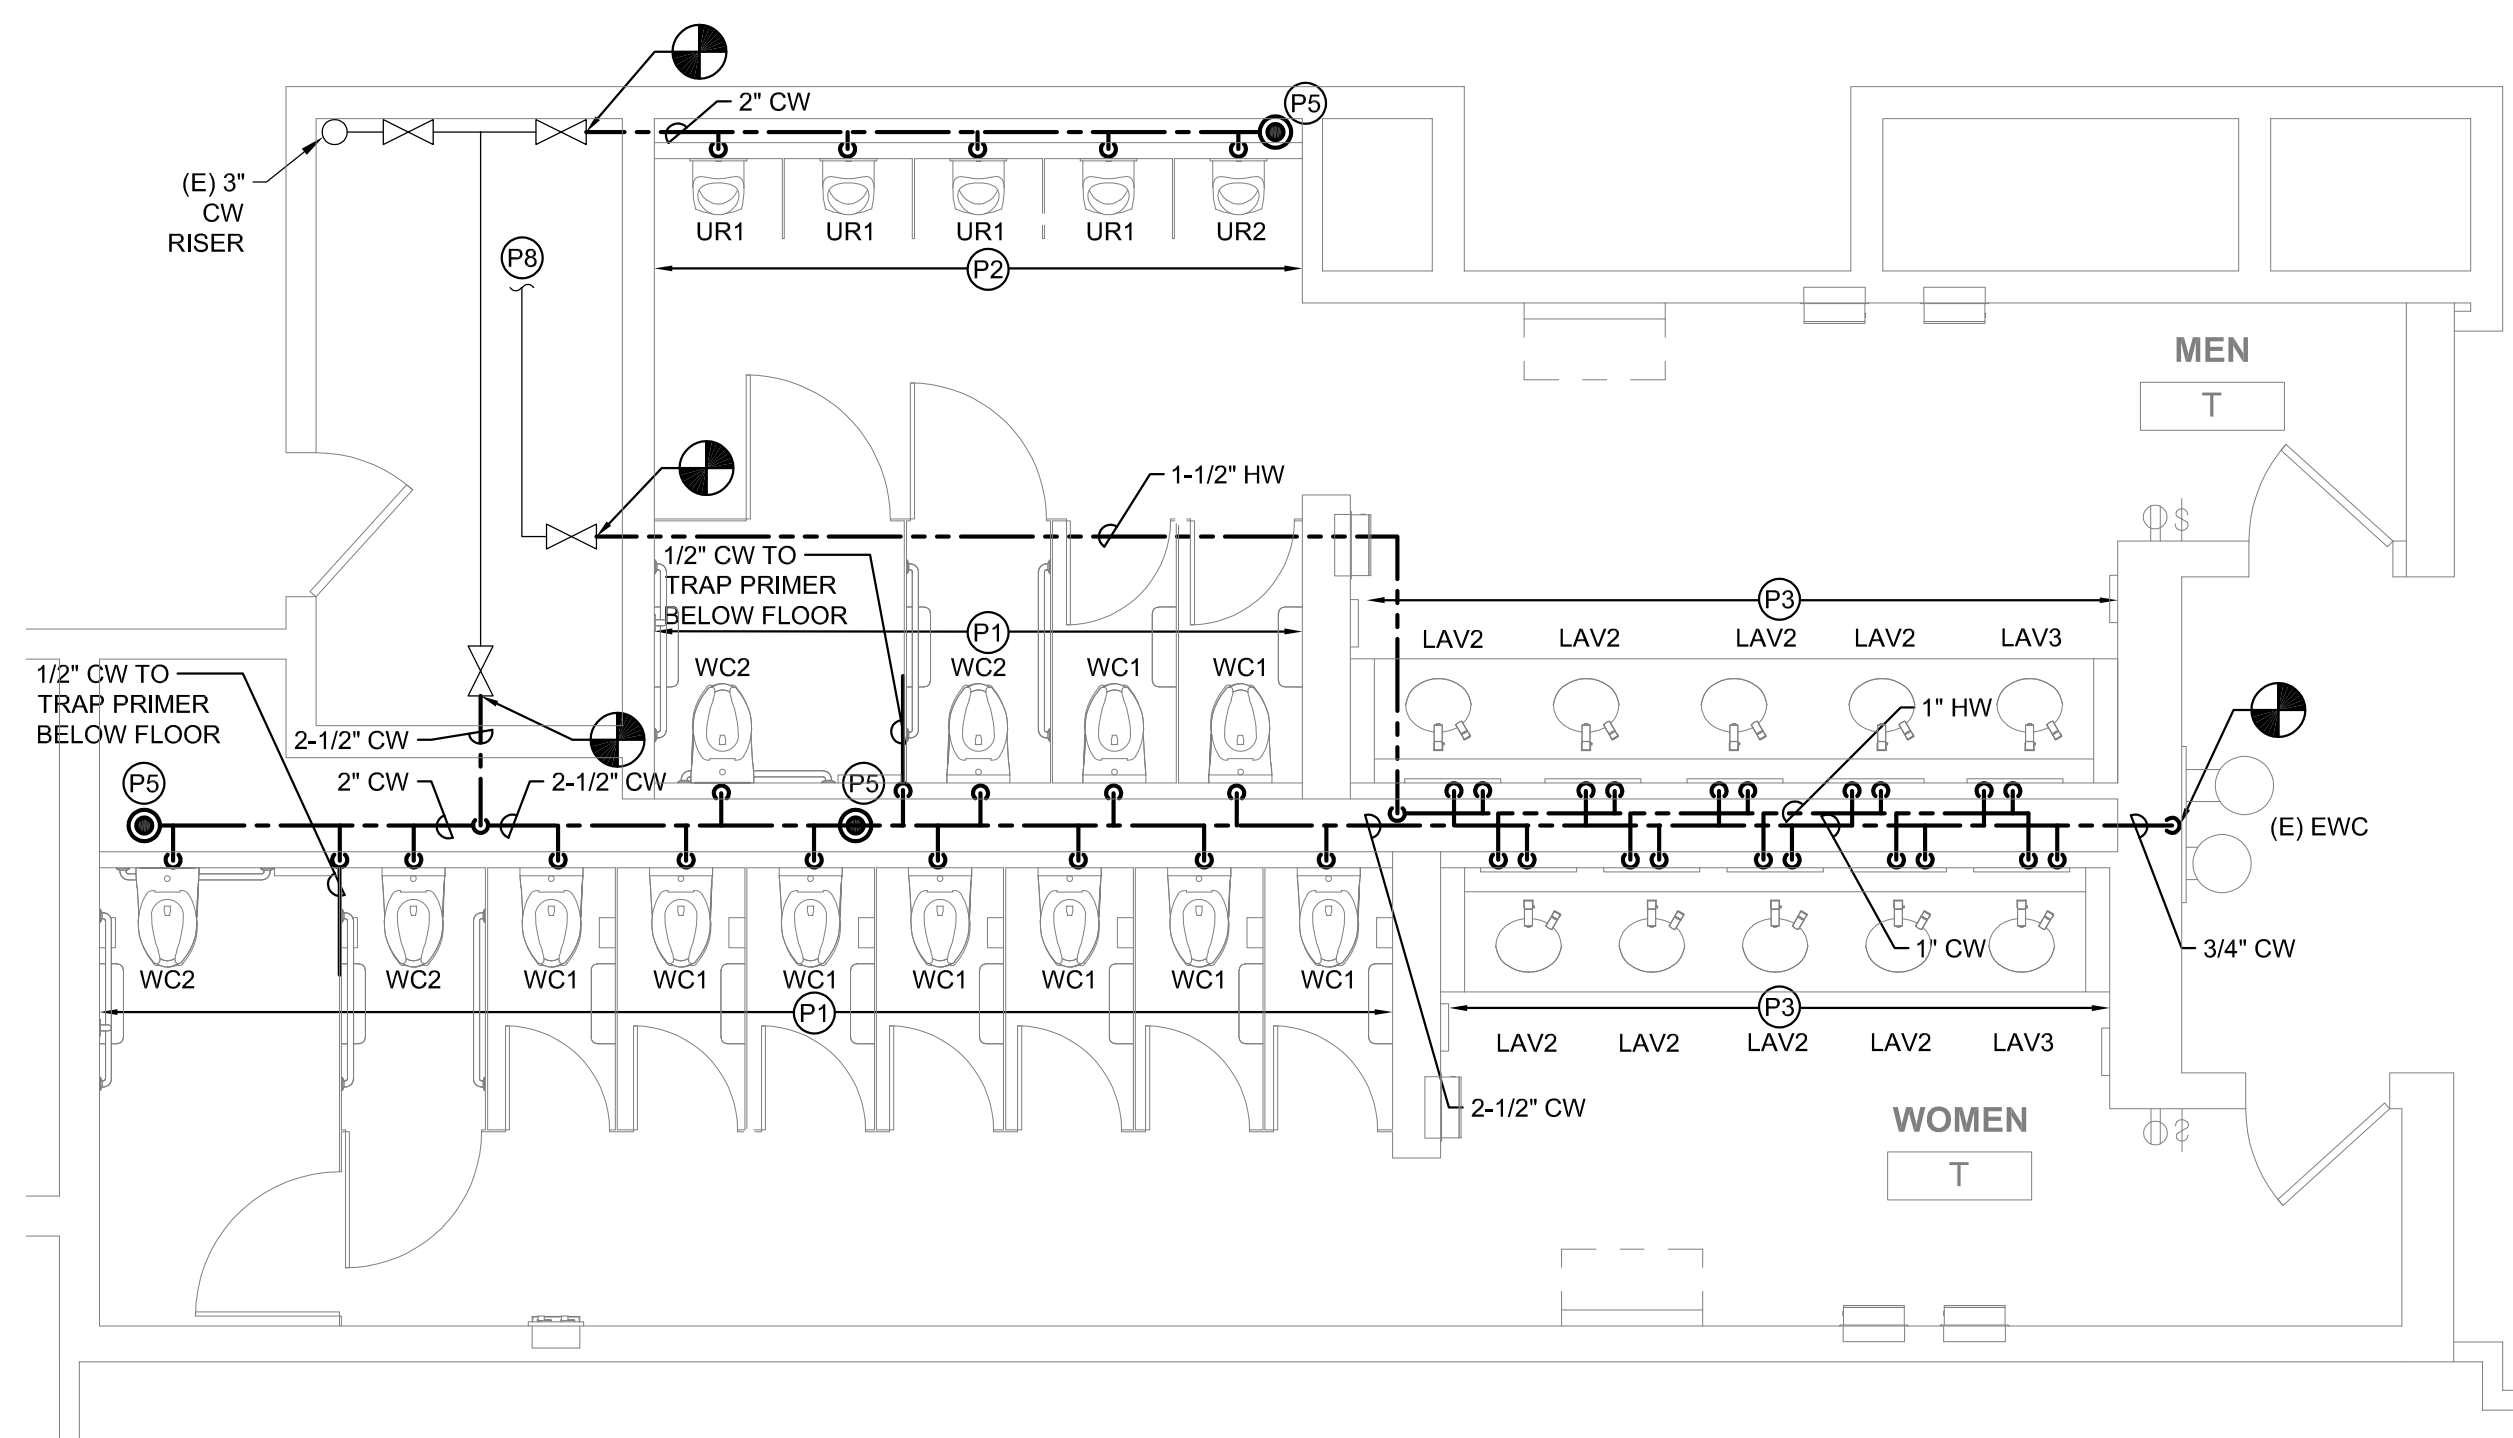 2" CW
P5
(E) 3"
CW
RISER
UR1
UR1
UR1
UR1
UR2
P8
P2
MEN
T
1-1/2" HW
S
1/2" CW TO
TRAP PRIMER
BELOW FLOOR
P1
P3
LAV2
LAV2
LAV2
LAV2
LAV3
WC2
WC2
WC1
WC1
1/2" CW TO
TRAP PRIMER
BELOW FLOOR
1" HW
2-1/2" CW
P5
2" CW
2-1/2" CW
P5
(E) EWC
1" CW
3/4" CW
WC2
WC2
WC1
WC1
WC1
WC1
WC1
WC1
WC1
P1
P3
LAV2
LAV2
LAV2
LAV2
LAV3
2-1/2" CW
WOMEN
S
T